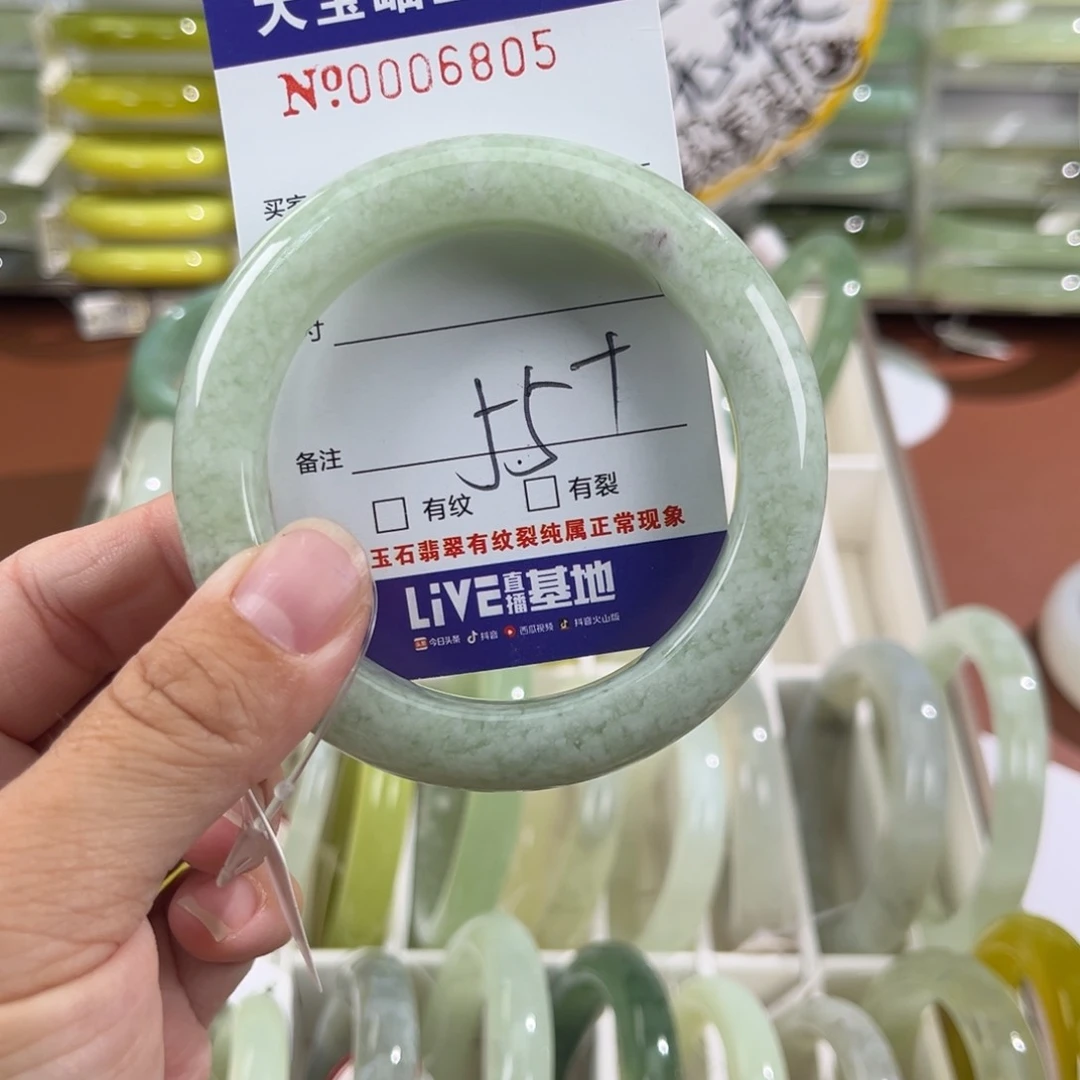 №0006805
买家
寸
备注
□ 有纹 □ 有裂
玉石翡翠有纹裂纯属正常现象
LiVE直播基地
今日头条 抖音 西瓜视频 抖音火山版